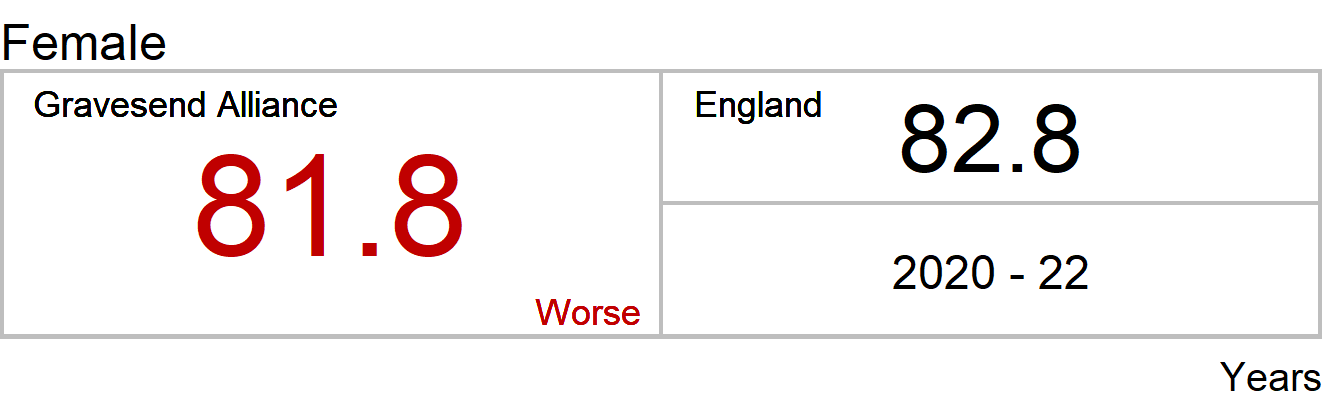 Female
Gravesend Alliance
81.8
Worse
England
82.8
2020 - 22
Years